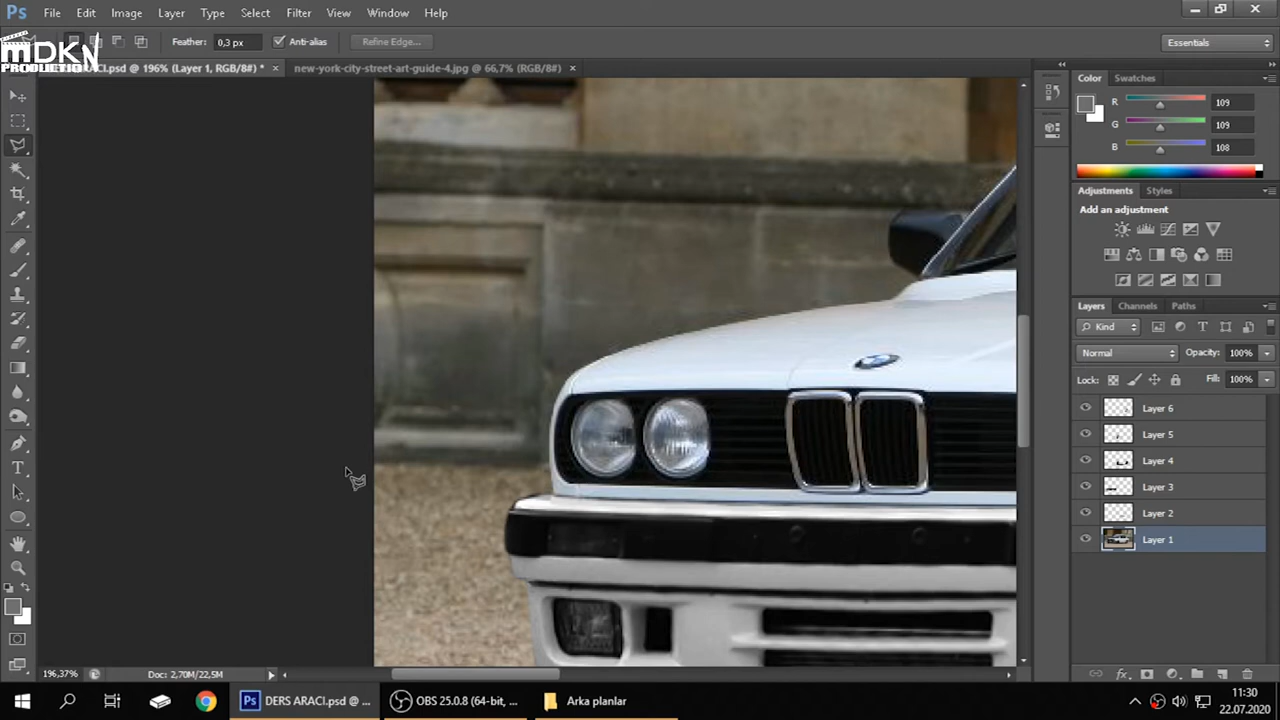 Ps File Edit Image Layer Type Select Filter View Window Help
Feather: 0,3 px Anti-alias Refine Edge... Essentials
MDKN
PRODUCTIO
ARACI.psd @ 196% (Layer 1, RGB/8#) * new-york-city-street-art-guide-4.jpg @ 66,7% (RGB/8#)
Color Swatches
R 109
G 109
B 108
Adjustments Styles
Add an adjustment
Layers Channels Paths
Kind
Normal Opacity: 100%
Lock: Fill: 100%
Layer 6
Layer 5
Layer 4
Layer 3
Layer 2
Layer 1
196,37% Doc: 2,70M/22,5M
Ps DERS ARACI.psd @ ... OBS 25.0.8 (64-bit, ... Arka planlar
11:30
22.07.2020